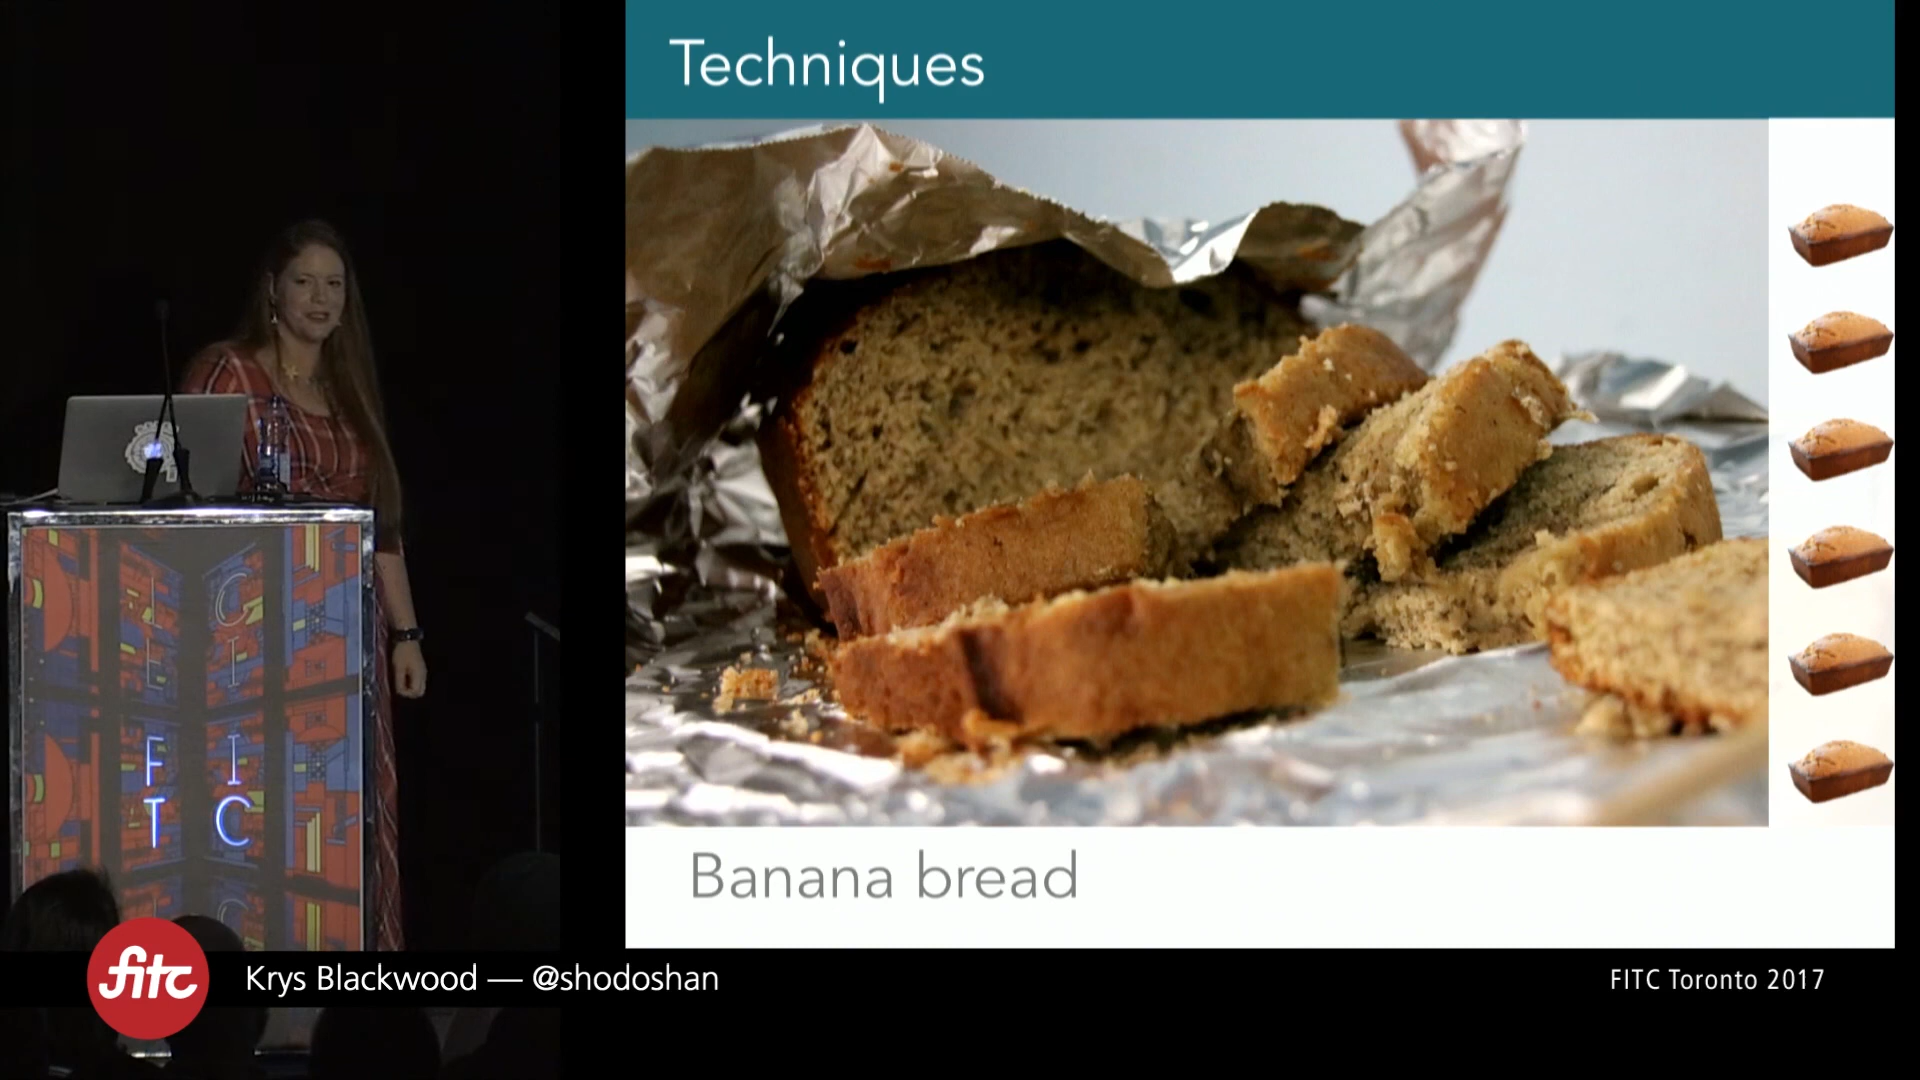 Techniques
Banana bread
F I
T C
fitc
Krys Blackwood — @shodoshan
FITC Toronto 2017